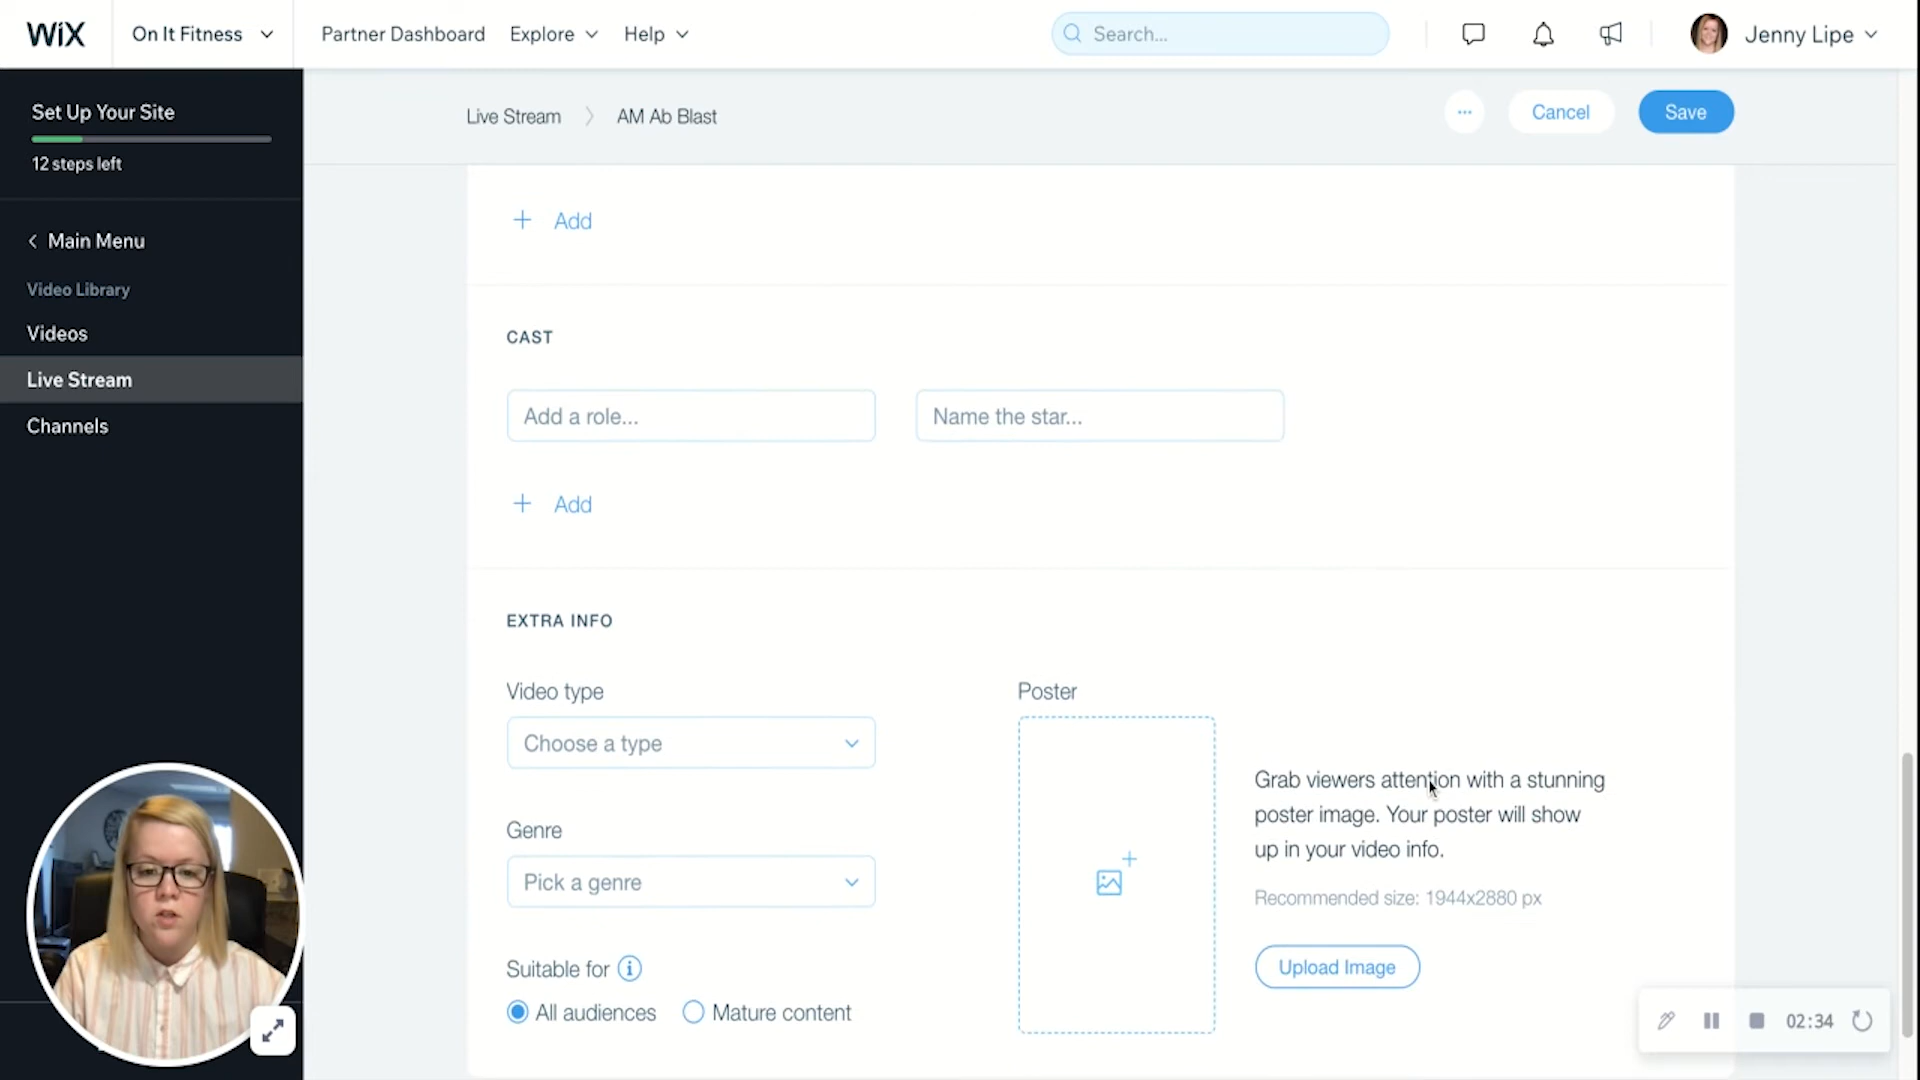 WiX
On It Fitness
Partner Dashboard
Explore
Help
Search...
Jenny Lipe
Set Up Your Site
12 steps left
Main Menu
Video Library
Videos
Live Stream
Channels
Live Stream
AM Ab Blast
...
Cancel
Save
+ Add
CAST
Add a role...
Name the star...
+ Add
EXTRA INFO
Video type
Choose a type
Genre
Pick a genre
Suitable for
All audiences
Mature content
Poster
Grab viewers attention with a stunning
poster image. Your poster will show
up in your video info.
Recommended size: 1944x2880 px
Upload Image
02:34